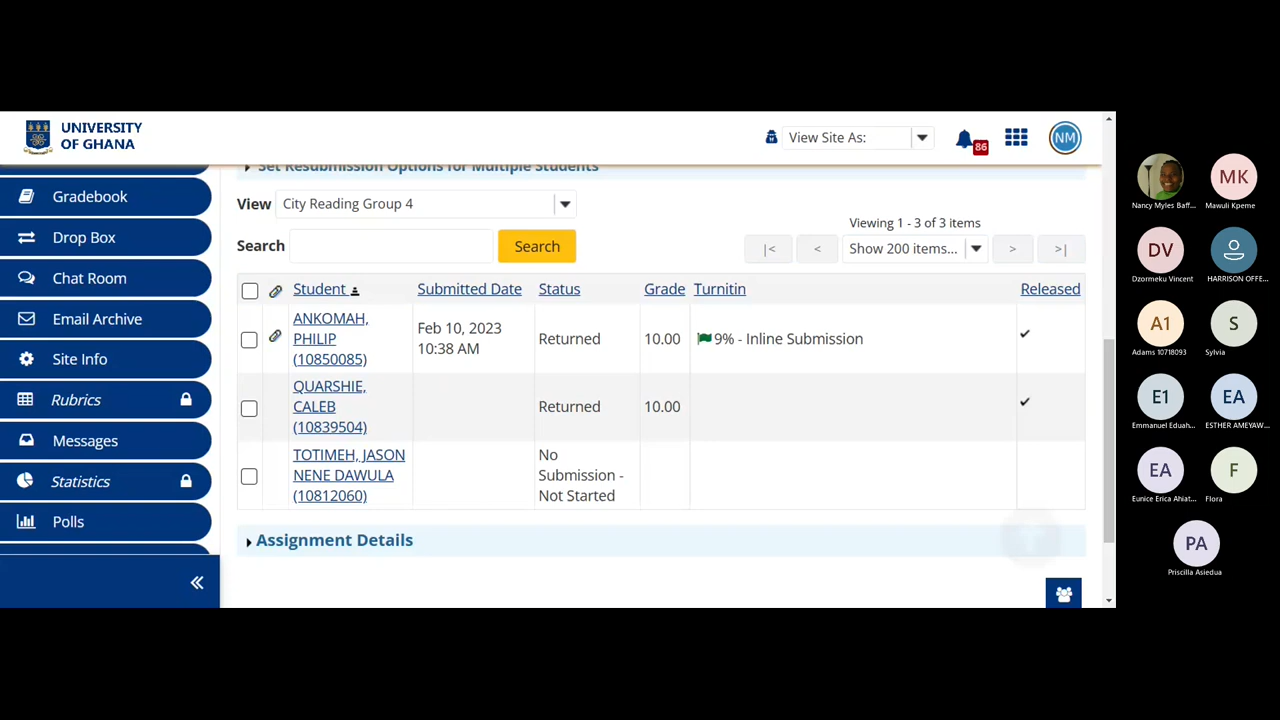 UNIVERSITY
OF GHANA
View Site As:
86
NM
Set Resubmission Options for Multiple Students
Gradebook
Drop Box
Chat Room
Email Archive
Site Info
Rubrics
Messages
Statistics
Polls
View City Reading Group 4
Search
Search
Viewing 1 - 3 of 3 items
|<
<
Show 200 items...
>
>|
Student
Submitted Date
Status
Grade
Turnitin
Released
ANKOMAH,
PHILIP
(10850085)
Feb 10, 2023
10:38 AM
Returned
10.00
9% - Inline Submission
QUARSHIE,
CALEB
(10839504)
Returned
10.00
TOTIMEH, JASON
NENE DAWULA
(10812060)
No
Submission -
Not Started
Assignment Details
Nancy Myles Baff...
MK
Mawuli Kpeme
DV
Dzormeku Vincent
HARRISON OFFE...
A1
Adams 10718093
S
Sylvia
E1
Emmanuel Eduah...
EA
ESTHER AMEYAW...
EA
Eunice Erica Ahiat...
F
Flora
PA
Priscilla Asiedua